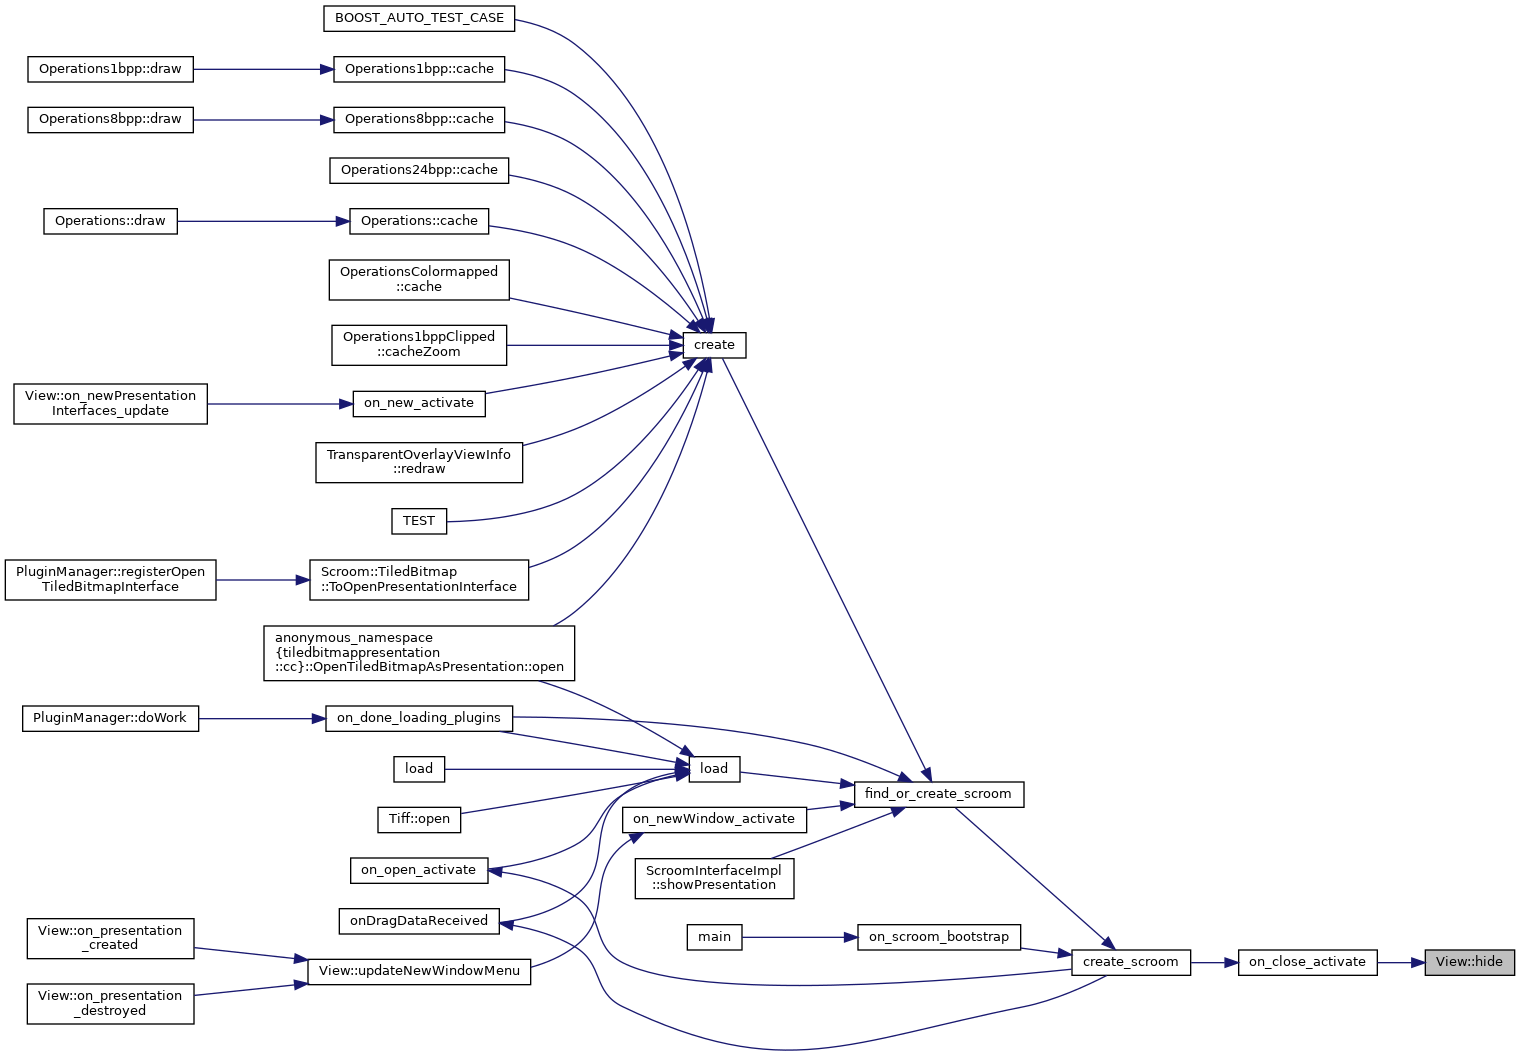 BOOST_AUTO_TEST_CASE
Operations1bpp::draw
Operations1bpp::cache
Operations8bpp::draw
Operations8bpp::cache
Operations24bpp::cache
Operations::draw
Operations::cache
OperationsColormapped
::cache
Operations1bppClipped
::cacheZoom
create
View::on_newPresentation
Interfaces_update
on_new_activate
TransparentOverlayViewInfo
::redraw
TEST
PluginManager::registerOpen
TiledBitmapInterface
Scroom::TiledBitmap
::ToOpenPresentationInterface
anonymous_namespace
{tiledbitmappresentation
::cc}::OpenTiledBitmapAsPresentation::open
PluginManager::doWork
on_done_loading_plugins
load
load
Tiff::open
find_or_create_scroom
on_newWindow_activate
on_open_activate
ScroomInterfaceImpl
::showPresentation
onDragDataReceived
View::on_presentation
_created
main
on_scroom_bootstrap
View::updateNewWindowMenu
create_scroom
on_close_activate
View::hide
View::on_presentation
_destroyed